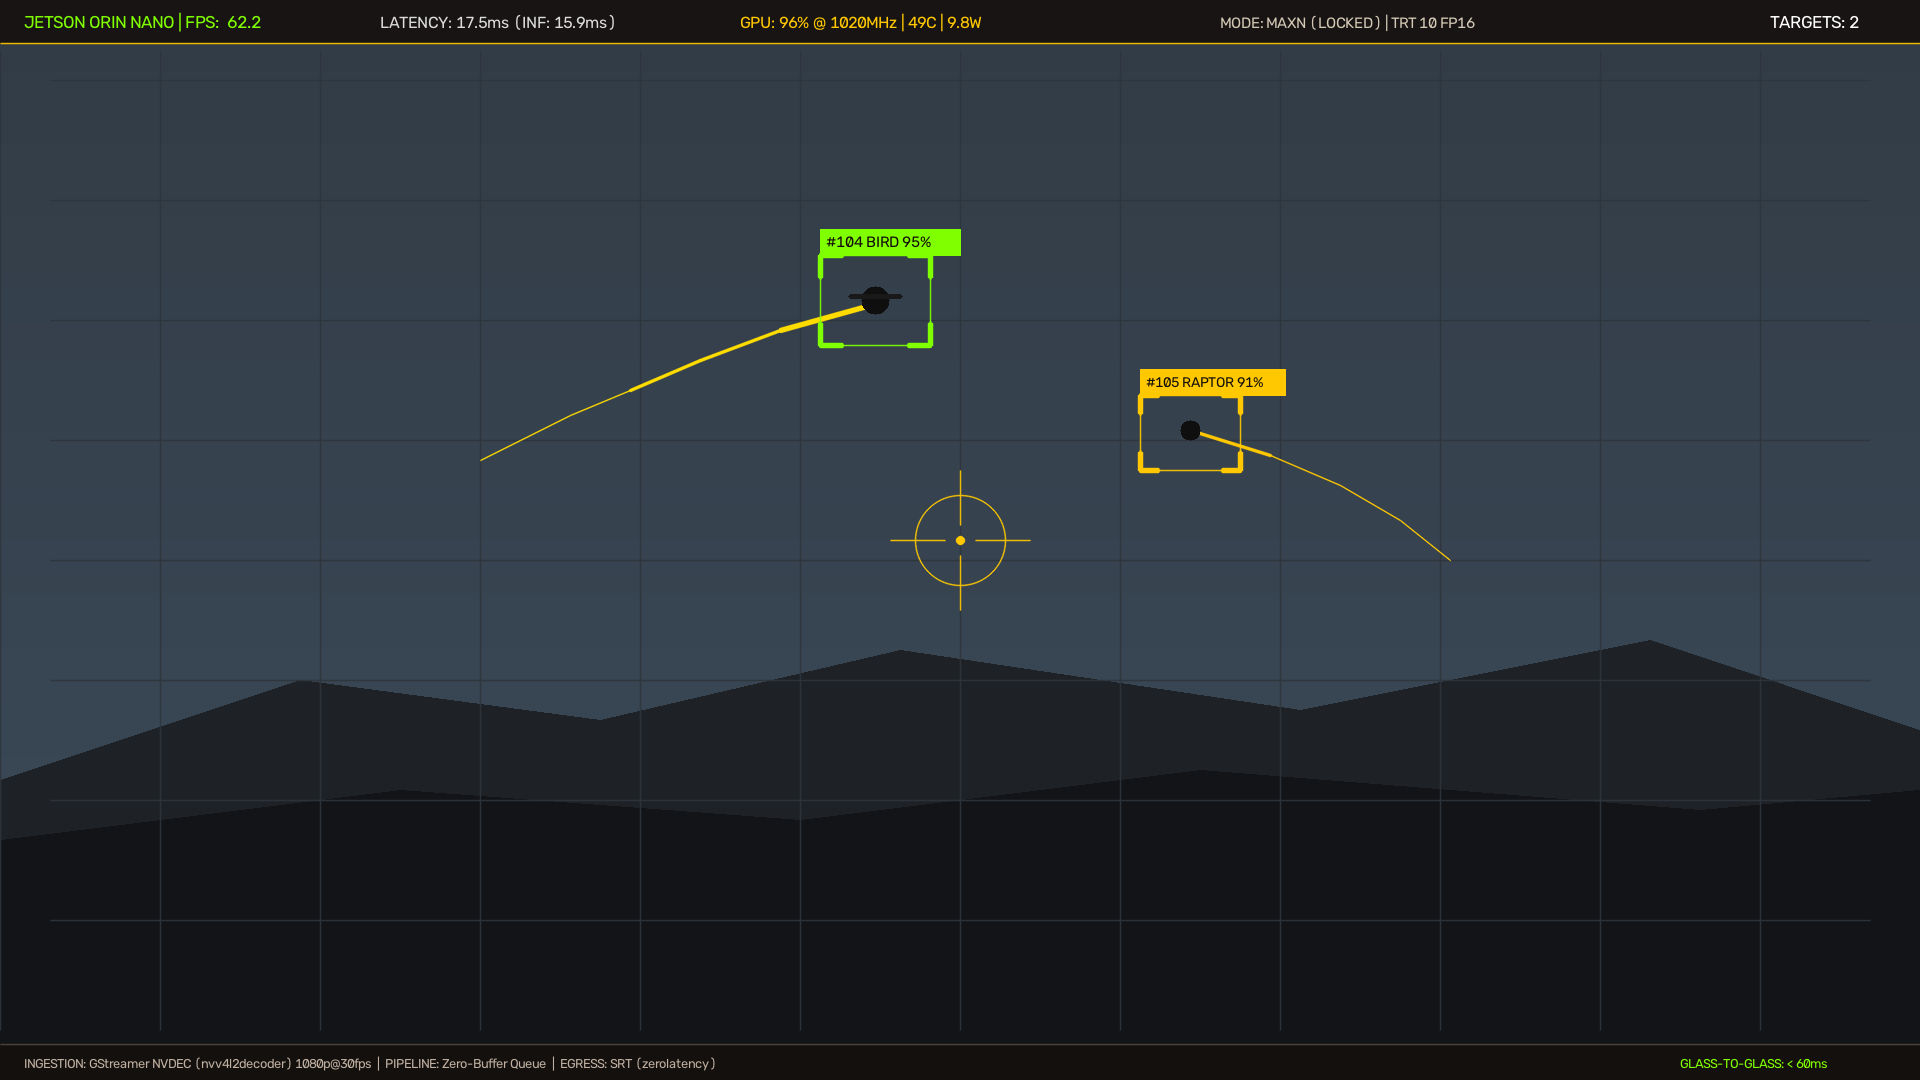 JETSON ORIN NANO | FPS: 62.2
LATENCY: 17.5ms (INF: 15.9ms)
GPU: 96% @ 1020MHz | 49C | 9.8W
MODE: MAXN (LOCKED) | TRT 10 FP16
TARGETS: 2
#104 BIRD 95%
#105 RAPTOR 91%
INGESTION: GStreamer NVDEC (nvv4l2decoder) 1080p@30fps | PIPELINE: Zero-Buffer Queue | EGRESS: SRT (zerolatency)
GLASS-TO-GLASS: < 60ms